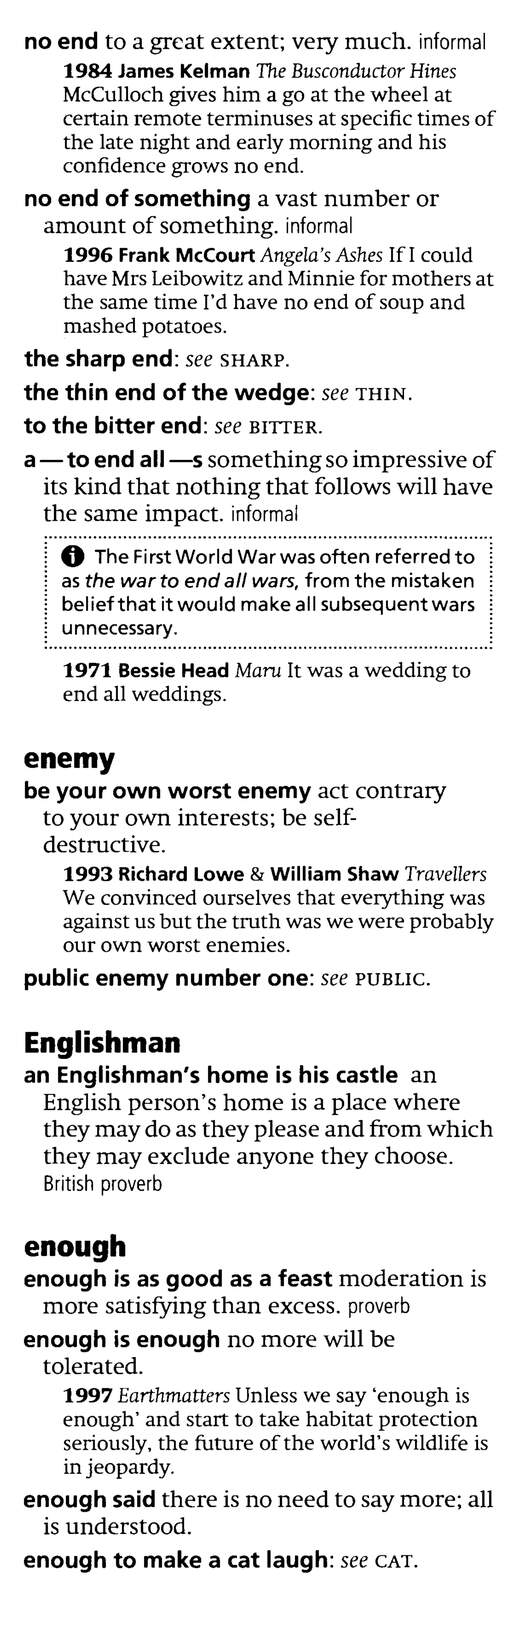 no end to a great extent; very much. informal
1984 James Kelman The Busconductor Hines
McCulloch gives him a go at the wheel at
certain remote terminuses at specific times of
the late night and early morning and his
confidence grows no end.
no end of something a vast number or
amount of something. informal
1996 Frank McCourt Angela's Ashes If I could
have Mrs Leibowitz and Minnie for mothers at
the same time I'd have no end of soup and
mashed potatoes.
the sharp end: see SHARP.
the thin end of the wedge: see THIN.
to the bitter end: see BITTER.
a — to end all —s something so impressive of
its kind that nothing that follows will have
the same impact. informal
The First World War was often referred to
as the war to end all wars, from the mistaken
belief that it would make all subsequent wars
unnecessary.
1971 Bessie Head Maru It was a wedding to
end all weddings.
enemy
be your own worst enemy act contrary
to your own interests; be self-
destructive.
1993 Richard Lowe & William Shaw Travellers
We convinced ourselves that everything was
against us but the truth was we were probably
our own worst enemies.
public enemy number one: see PUBLIC.
Englishman
an Englishman's home is his castle an
English person's home is a place where
they may do as they please and from which
they may exclude anyone they choose.
British proverb
enough
enough is as good as a feast moderation is
more satisfying than excess. proverb
enough is enough no more will be
tolerated.
1997 Earthmatters Unless we say 'enough is
enough' and start to take habitat protection
seriously, the future of the world's wildlife is
in jeopardy.
enough said there is no need to say more; all
is understood.
enough to make a cat laugh: see CAT.